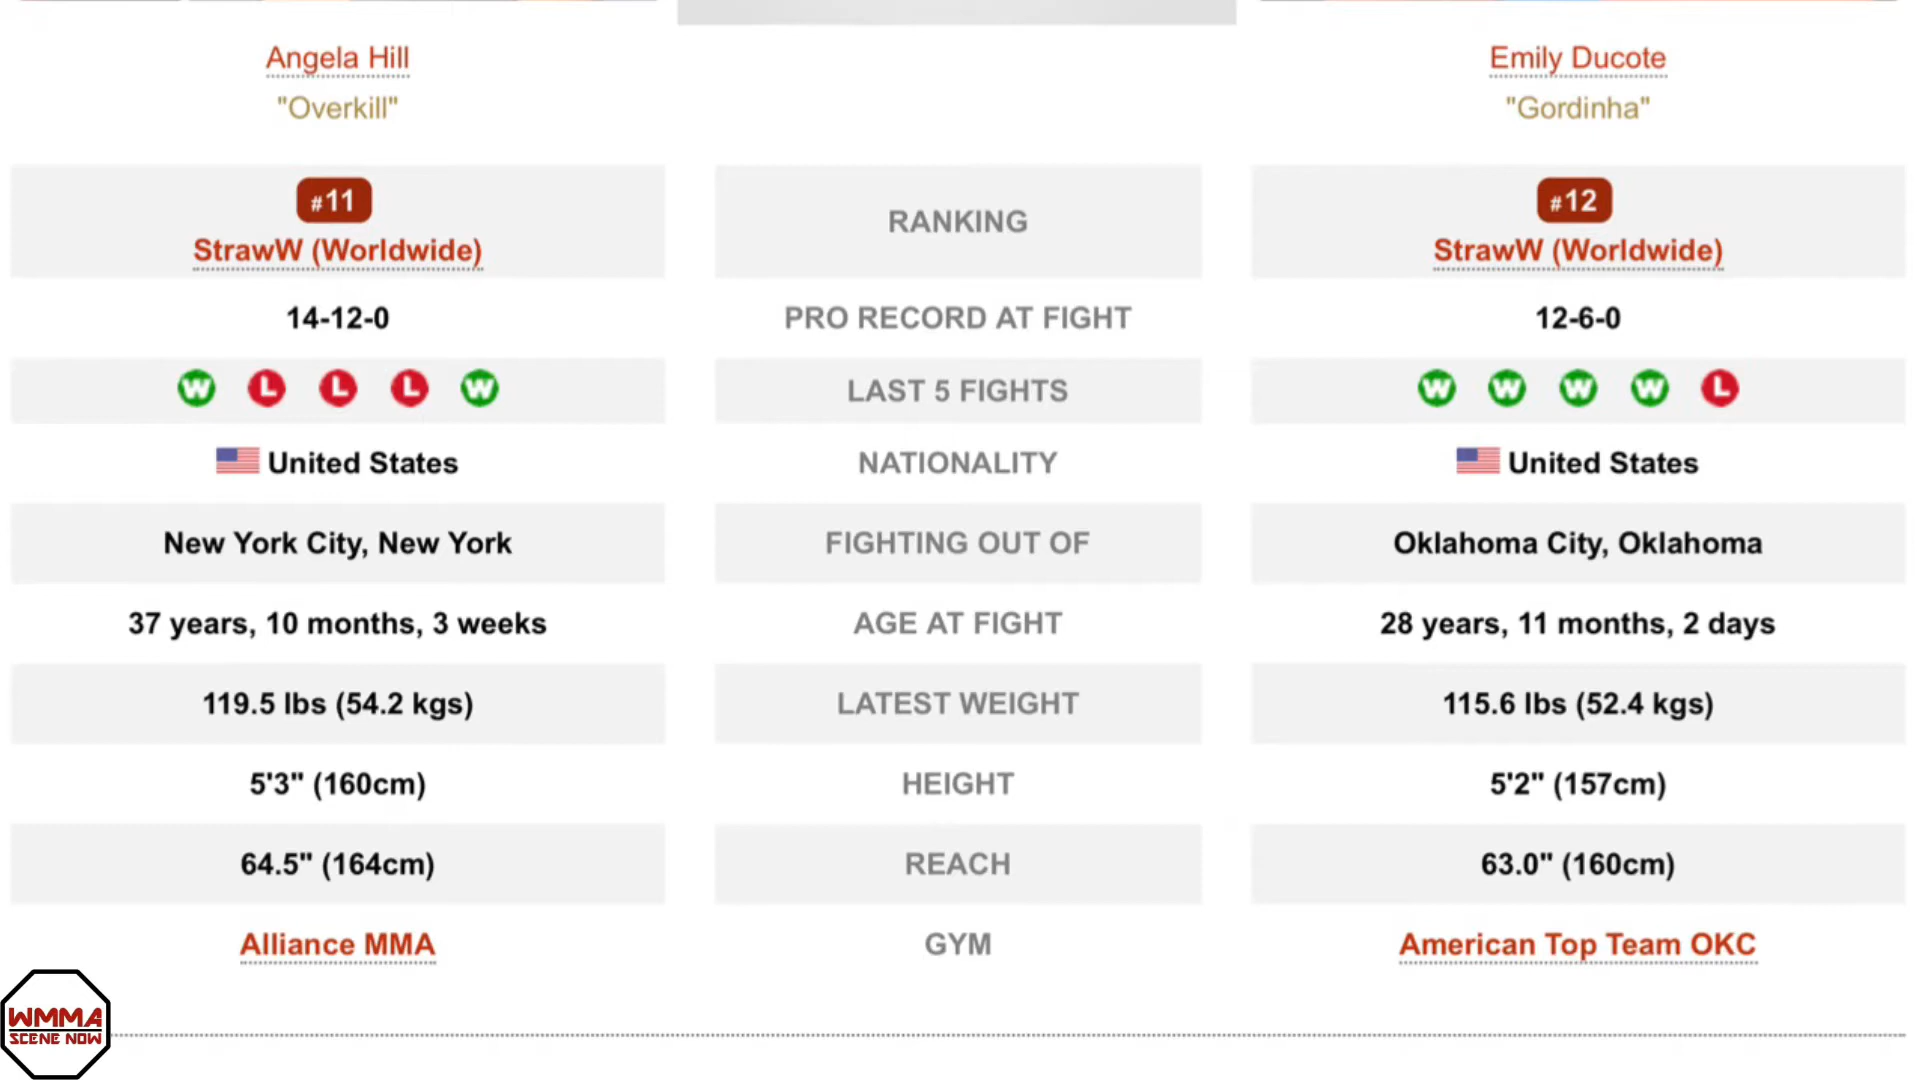 Angela Hill
Emily Ducote
"Overkill"
"Gordinha"
#11
StrawW (Worldwide)
RANKING
#12
StrawW (Worldwide)
14-12-0
PRO RECORD AT FIGHT
12-6-0
W L L L W
LAST 5 FIGHTS
W W W W L
United States
NATIONALITY
United States
New York City, New York
FIGHTING OUT OF
Oklahoma City, Oklahoma
37 years, 10 months, 3 weeks
AGE AT FIGHT
28 years, 11 months, 2 days
119.5 lbs (54.2 kgs)
LATEST WEIGHT
115.6 lbs (52.4 kgs)
5'3" (160cm)
HEIGHT
5'2" (157cm)
64.5" (164cm)
REACH
63.0" (160cm)
Alliance MMA
GYM
American Top Team OKC
WMMA
SCENE NOW